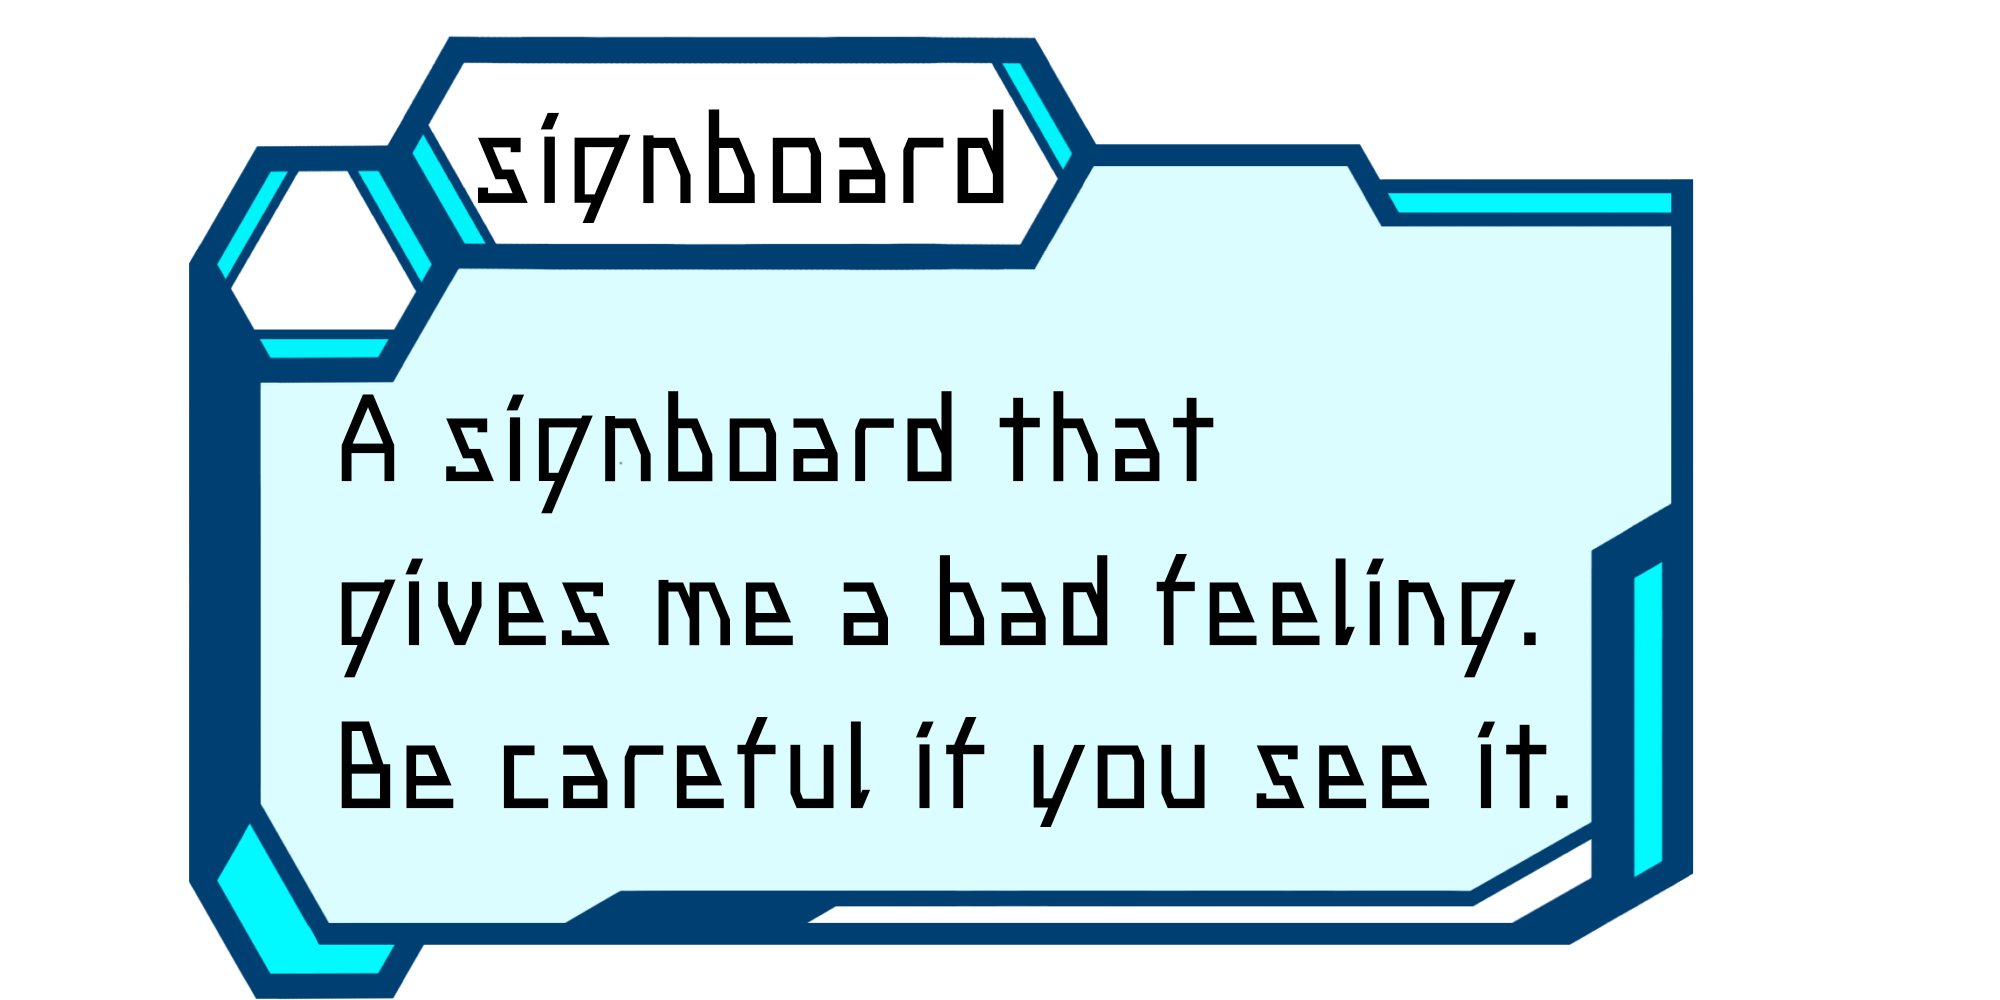 signboard
A signboard that
gives me a bad feeling.
Be careful if you see it.